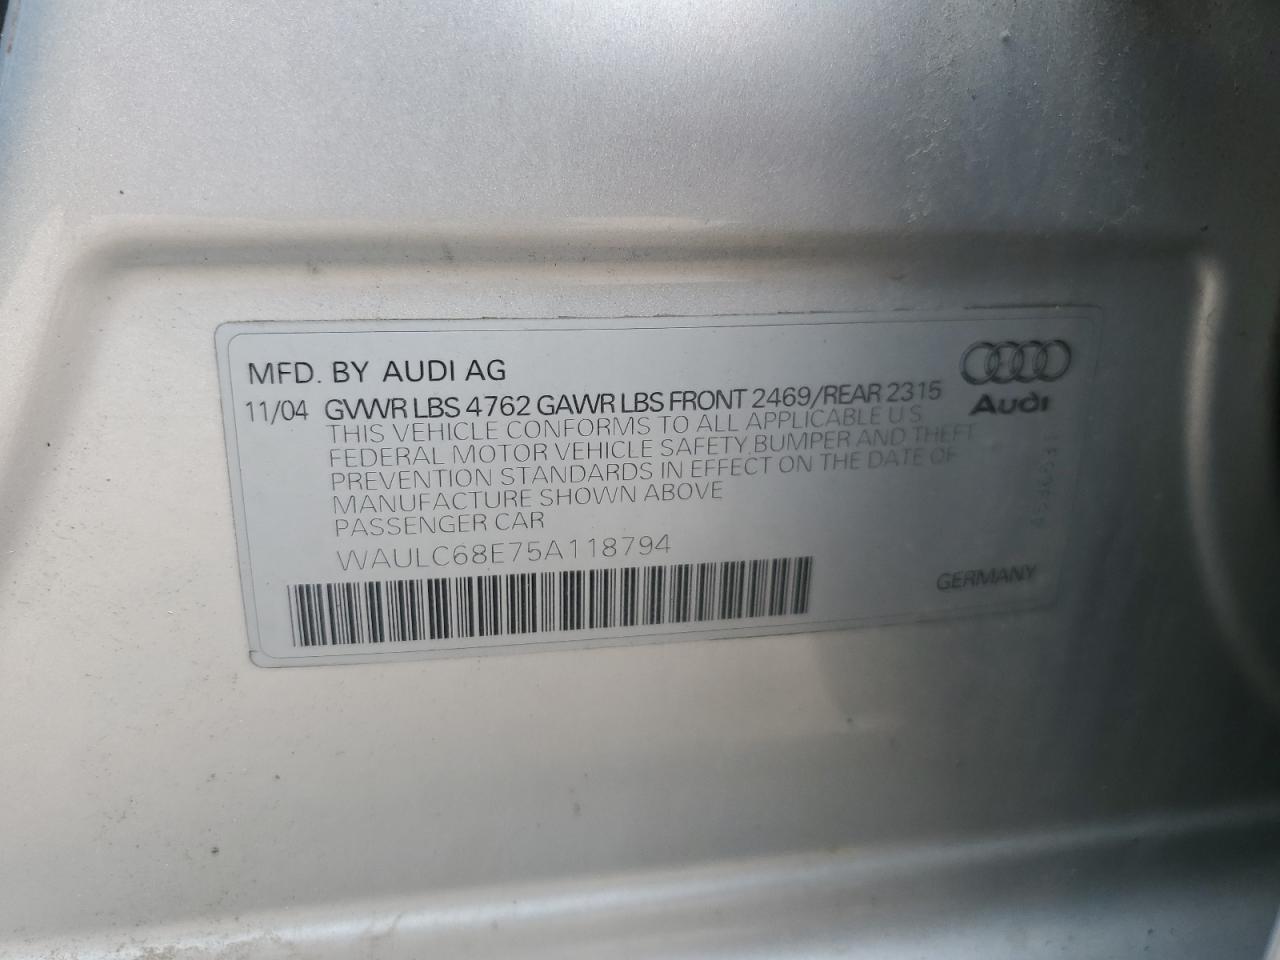 MFD. BY AUDI AG
11/04 GVWR LBS 4762 GAWR LBS FRONT 2469/REAR 2315
Audi
THIS VEHICLE CONFORMS TO ALL APPLICABLE U S
FEDERAL MOTOR VEHICLE SAFETY, BUMPER AND THEFT
PREVENTION STANDARDS IN EFFECT ON THE DATE OF
MANUFACTURE SHOWN ABOVE
PASSENGER CAR
WAULC68E75A118794
GERMANY